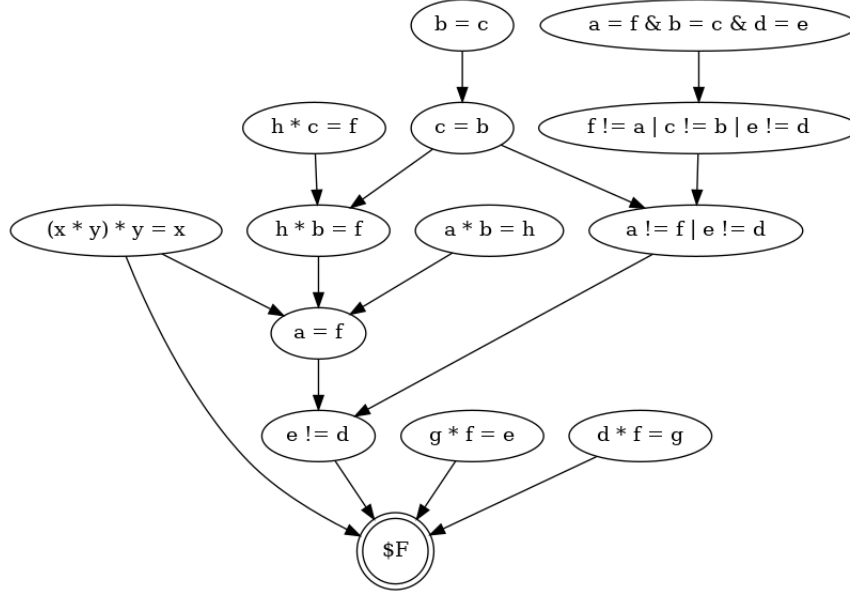 b = c
a = f & b = c & d = e
h * c = f
c = b
f != a | c != b | e != d
(x * y) * y = x
h * b = f
a * b = h
a != f | e != d
a = f
e != d
g * f = e
d * f = g
$F